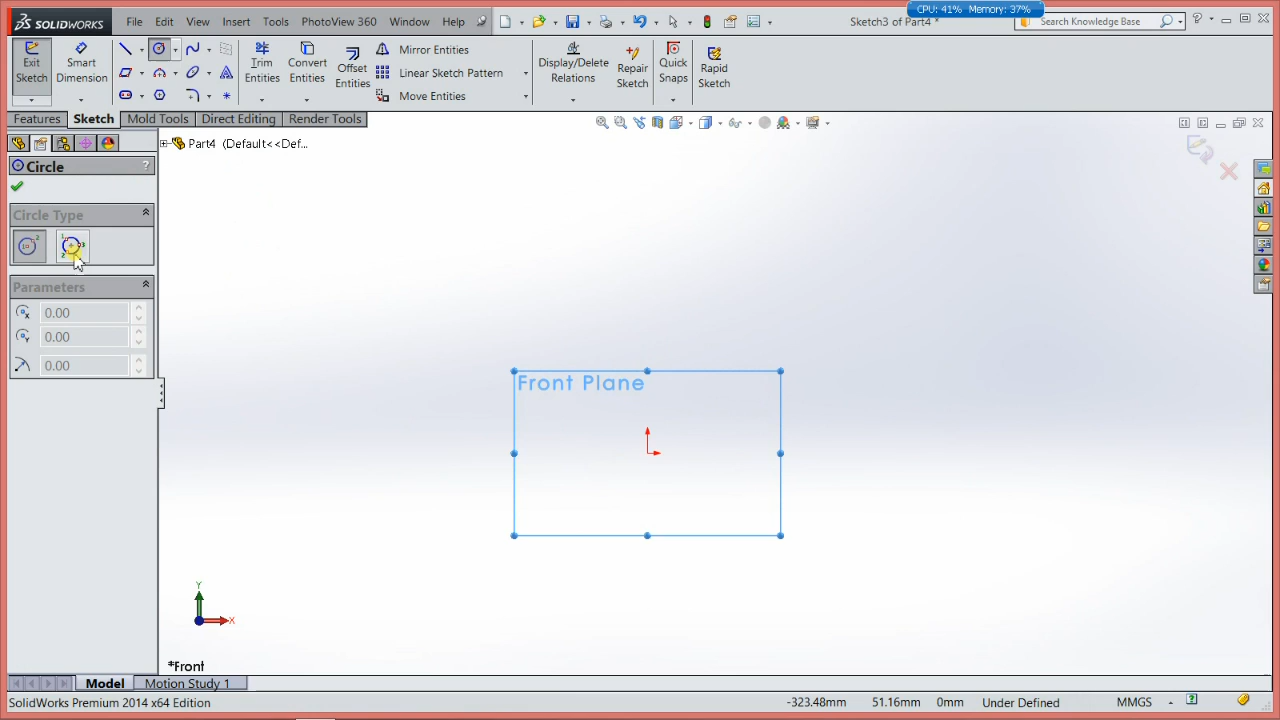 CPU: 41% Memory: 37%
SOLIDWORKS File Edit View Insert Tools PhotoView 360 Window Help Sketch3 of Part4 * Search Knowledge Base
Exit Sketch
Smart Dimension
Trim Entities
Convert Entities
Offset Entities
Mirror Entities
Linear Sketch Pattern
Move Entities
Display/Delete Relations
Repair Sketch
Quick Snaps
Rapid Sketch
Features Sketch Mold Tools Direct Editing Render Tools
Part4 (Default<<Def...
Circle ?
Circle Type
Parameters
0.00
0.00
0.00
Front Plane
Y
X
*Front
Model Motion Study 1
SolidWorks Premium 2014 x64 Edition -323.48mm 51.16mm 0mm Under Defined MMGS